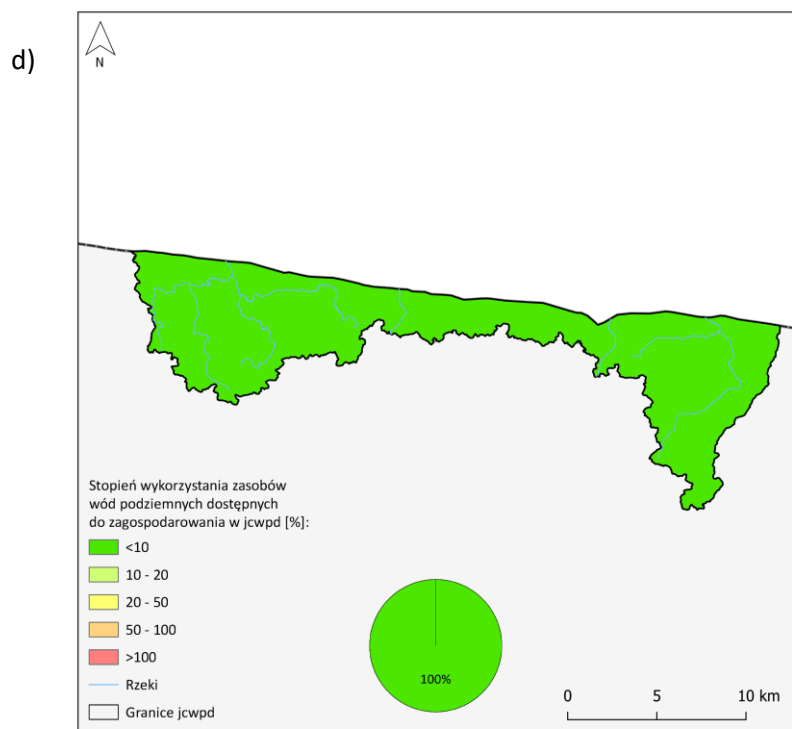 d)
N
Stopień wykorzystania zasobów
wód podziemnych dostępnych
do zagospodarowania w jcwpd [%]:
<10
10 - 20
20 - 50
50 - 100
>100
Rzeki
Granice jcwpd
100%
0 5 10 km